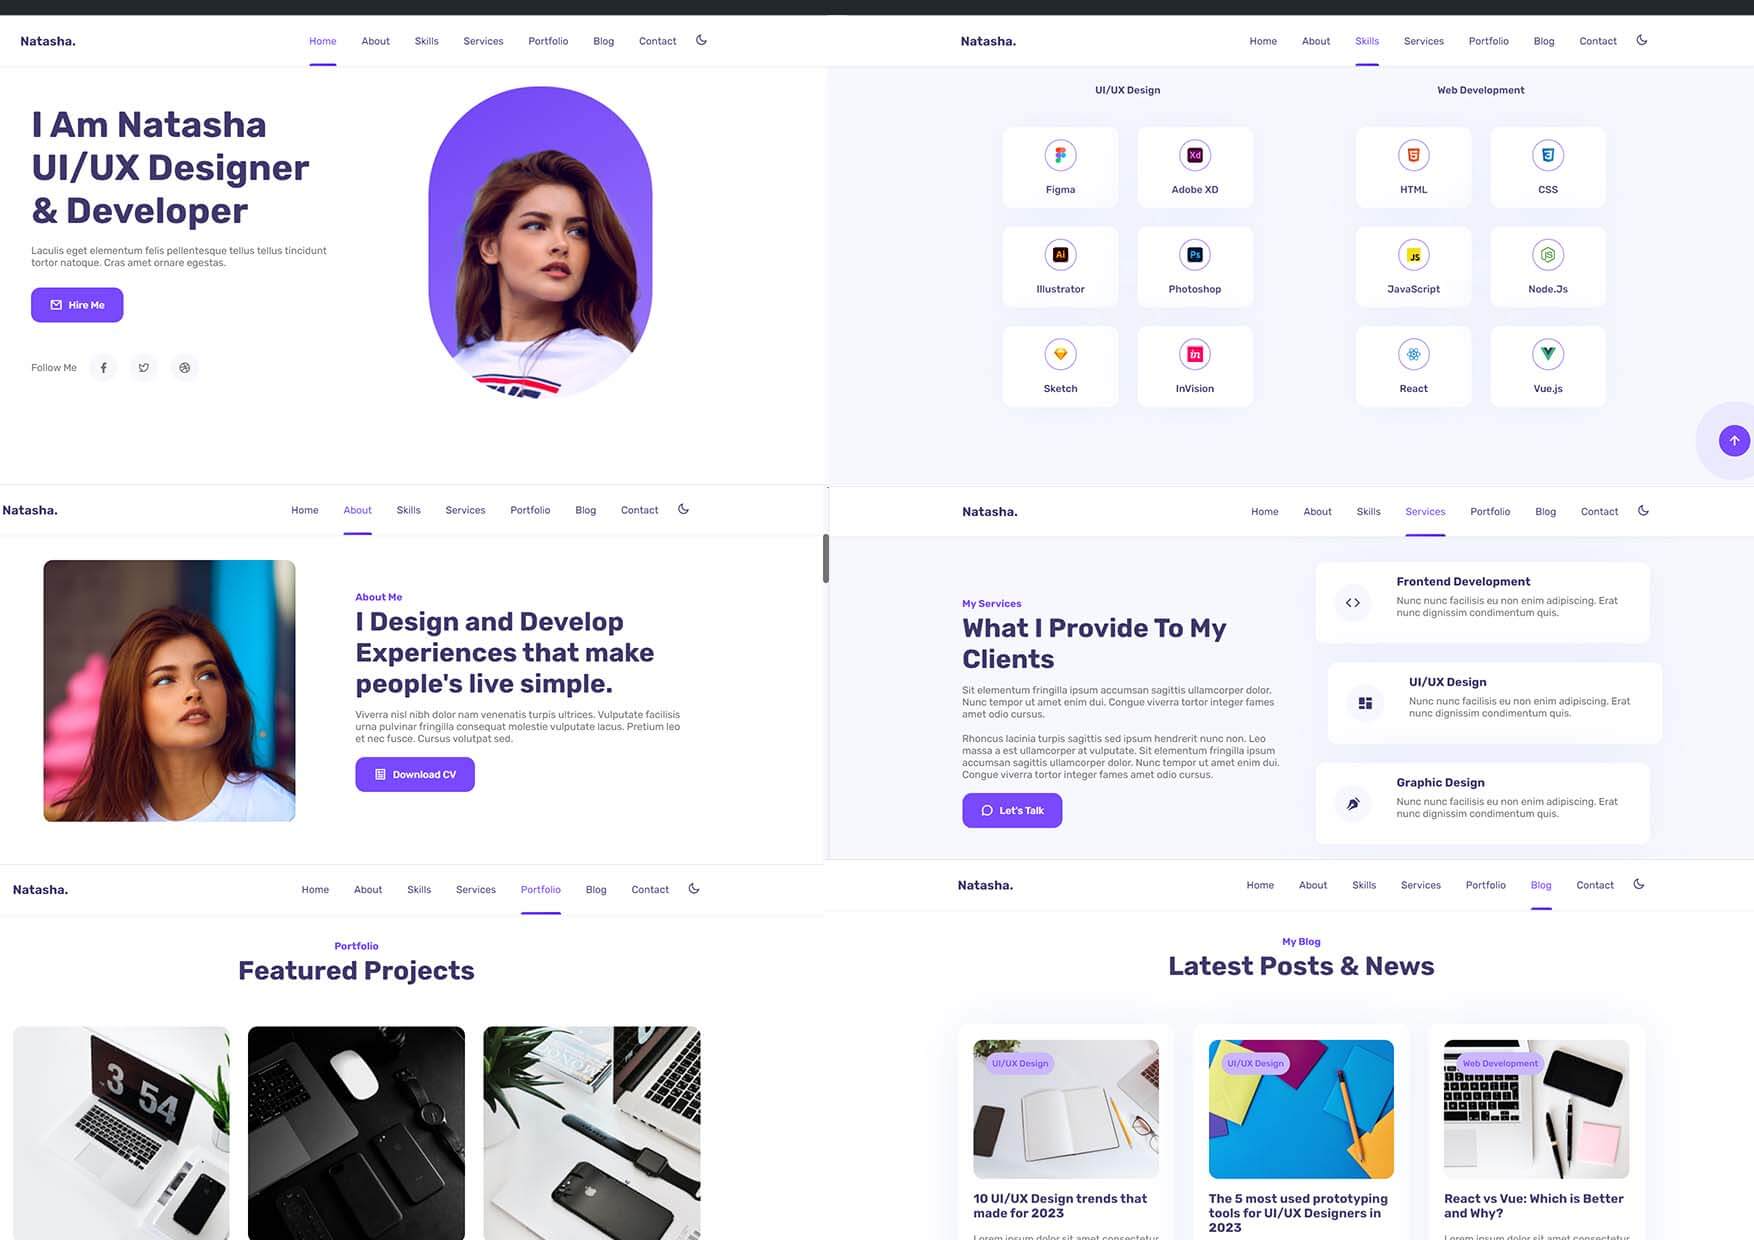 Natasha.
Home About Skills Services Portfolio Blog Contact
I Am Natasha
UI/UX Designer
& Developer
Laculis eget elementum felis pellentesque tellus tellus tincidunt
tortor natoque. Cras amet ornare egestas.
Hire Me
Follow Me
Natasha.
Home About Skills Services Portfolio Blog Contact
UI/UX Design
Web Development
Xd
Figma
Adobe XD
HTML
CSS
Ai
Ps
JS
JS
Illustrator
Photoshop
JavaScript
Node.Js
in
Sketch
InVision
React
Vue.js
Natasha.
Home About Skills Services Portfolio Blog Contact
About Me
I Design and Develop
Experiences that make
people's live simple.
Viverra nisl nibh dolor nam venenatis turpis ultrices. Vulputate facilisis
urna pulvinar fringilla consequat molestie vulputate lacus. Pretium leo
et nec fusce. Cursus volutpat sed.
Download CV
Natasha.
Home About Skills Services Portfolio Blog Contact
My Services
What I Provide To My
Clients
Sit elementum fringilla ipsum accumsan sagittis ullamcorper dolor.
Nunc tempor ut amet enim dui. Congue viverra tortor integer fames
amet odio cursus.
Rhoncus lacinia turpis sagittis sed ipsum hendrerit nunc non. Leo
massa a est ullamcorper at vulputate. Sit elementum fringilla ipsum
accumsan sagittis ullamcorper dolor. Nunc tempor ut amet enim dui.
Congue viverra tortor integer fames amet odio cursus.
Let's Talk
Frontend Development
Nunc nunc facilisis eu non enim adipiscing. Erat
nunc dignissim condimentum quis.
UI/UX Design
Nunc nunc facilisis eu non enim adipiscing. Erat
nunc dignissim condimentum quis.
Graphic Design
Nunc nunc facilisis eu non enim adipiscing. Erat
nunc dignissim condimentum quis.
Natasha.
Home About Skills Services Portfolio Blog Contact
Portfolio
Featured Projects
3 54
Natasha.
Home About Skills Services Portfolio Blog Contact
My Blog
Latest Posts & News
UI/UX Design
10 UI/UX Design trends that
made for 2023
Lorem ipsum dolor sit amet consectetur
UI/UX Design
The 5 most used prototyping
tools for UI/UX Designers in
2023
Web Development
React vs Vue: Which is Better
and Why?
Lorem ipsum dolor sit amet consectetur